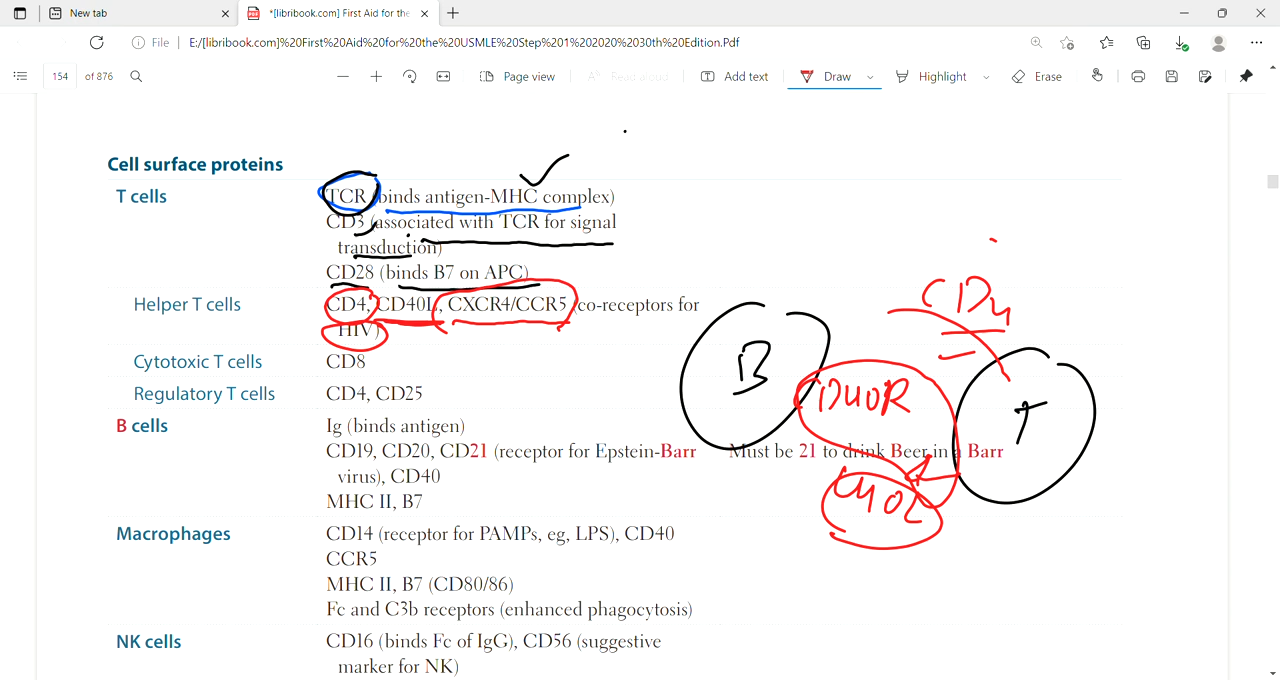 New tab
*[libribook.com] First Aid for the
File
E:/[libribook.com]%20First%20Aid%20for%20the%20USMLE%20Step%201%202020%2030th%20Edition.Pdf
154 of 876
Page view
Read aloud
Add text
Draw
Highlight
Erase
Cell surface proteins
T cells
TCR (binds antigen-MHC complex)
CD3 (associated with TCR for signal
transduction)
CD28 (binds B7 on APC)
Helper T cells
CD4, CD40L, CXCR4/CCR5 (co-receptors for
HIV)
Cytotoxic T cells
CD8
Regulatory T cells
CD4, CD25
B cells
Ig (binds antigen)
CD19, CD20, CD21 (receptor for Epstein-Barr
virus), CD40
MHC II, B7
Must be 21 to drink Beer in a Barr
Macrophages
CD14 (receptor for PAMPs, eg, LPS), CD40
CCR5
MHC II, B7 (CD80/86)
Fc and C3b receptors (enhanced phagocytosis)
NK cells
CD16 (binds Fc of IgG), CD56 (suggestive
marker for NK)
CD4
B
T